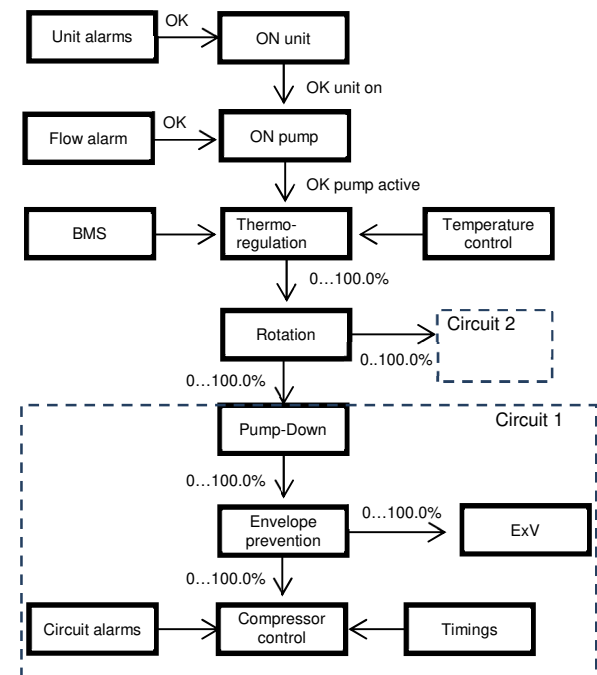 OK
Unit alarms
ON unit
OK unit on
OK
Flow alarm
ON pump
OK pump active
BMS
Thermo-
regulation
Temperature
control
0…100.0%
Rotation
Circuit 2
0..100.0%
0…100.0%
Circuit 1
Pump-Down
0…100.0%
Envelope
prevention
0…100.0%
ExV
0…100.0%
Circuit alarms
Compressor
control
Timings